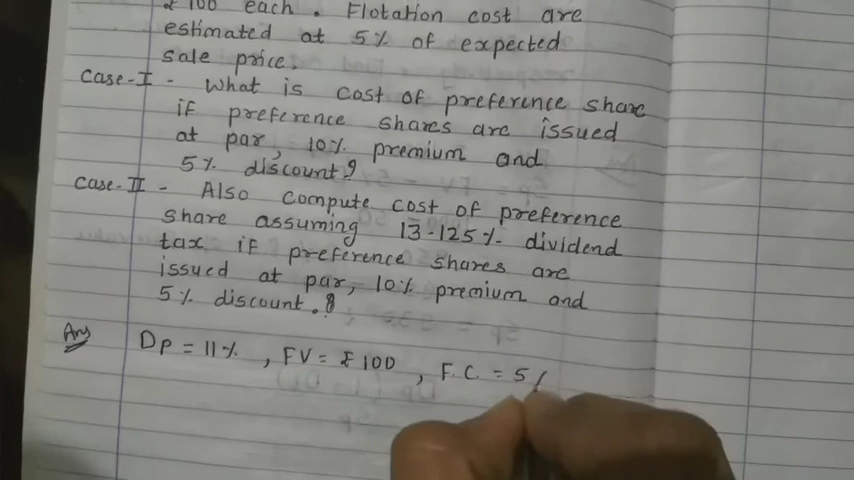 ₹100 each. Flotation cost are
estimated at 5% of expected
sale price.
Case-I - What is cost of preference share
if preference shares are issued
at par, 10% premium and
5% discount?
Case-II - Also compute cost of preference
share assuming 13.125% dividend
tax if preference shares are
issued at par, 10% premium and
5% discount.?
Ans Dp = 11%, FV = ₹100, F.C. = 5%